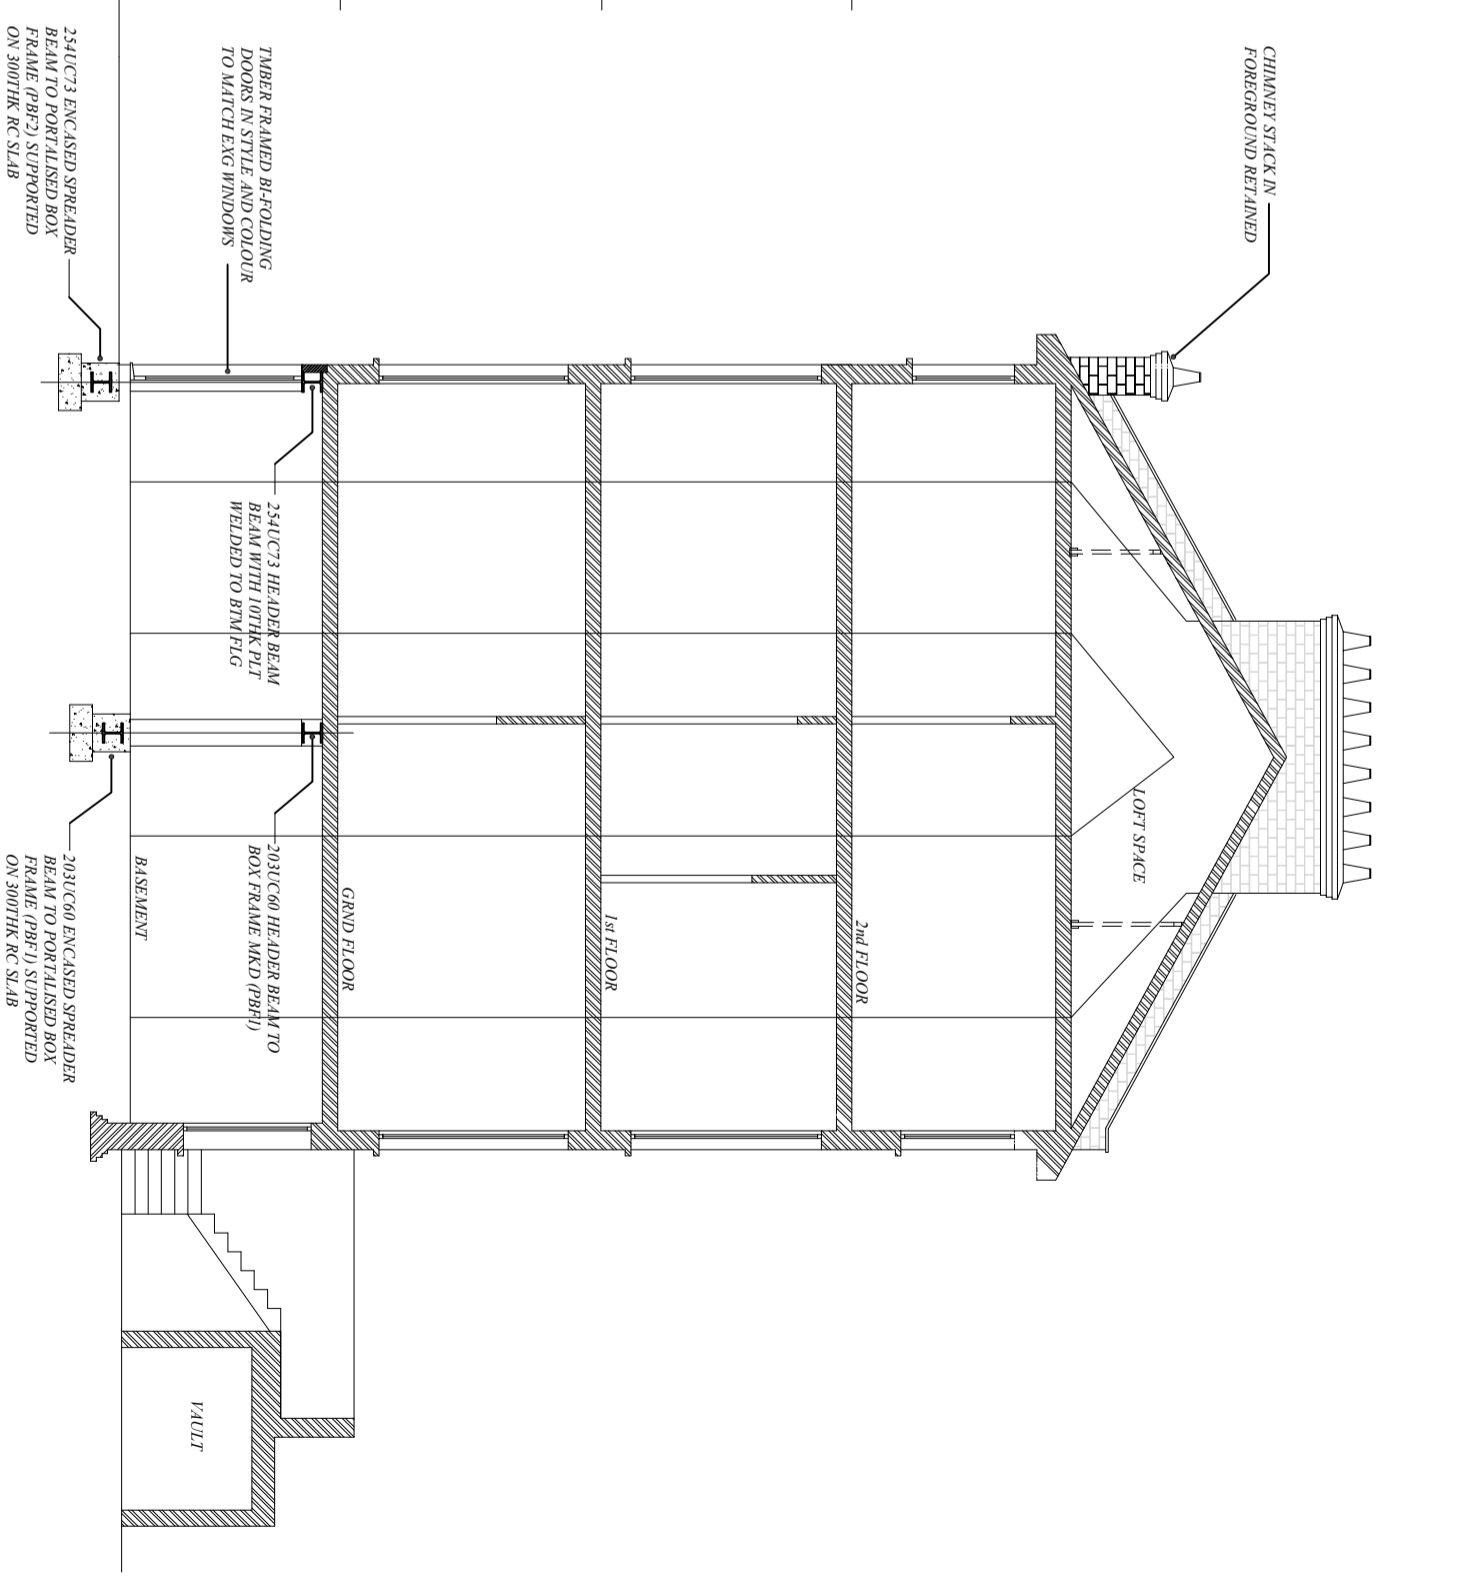 CHIMNEY STACK IN
FOREGROUND RETAINED
TMBER FRAMED BI-FOLDING
DOORS IN STYLE AND COLOUR
TO MATCH EXG WINDOWS
254UC73 ENCASED SPREADER
BEAM TO PORTALISED BOX
FRAME (PBF2) SUPPORTED
ON 300THK RC SLAB
254UC73 HEADER BEAM
BEAM WITH 10THK PLT
WELDED TO BTM FLG
LOFT SPACE
2nd FLOOR
1st FLOOR
GRND FLOOR
203UC60 HEADER BEAM TO
BOX FRAME MKD (PBF1)
BASEMENT
203UC60 ENCASED SPREADER
BEAM TO PORTALISED BOX
FRAME (PBF1) SUPPORTED
ON 300THK RC SLAB
VAULT